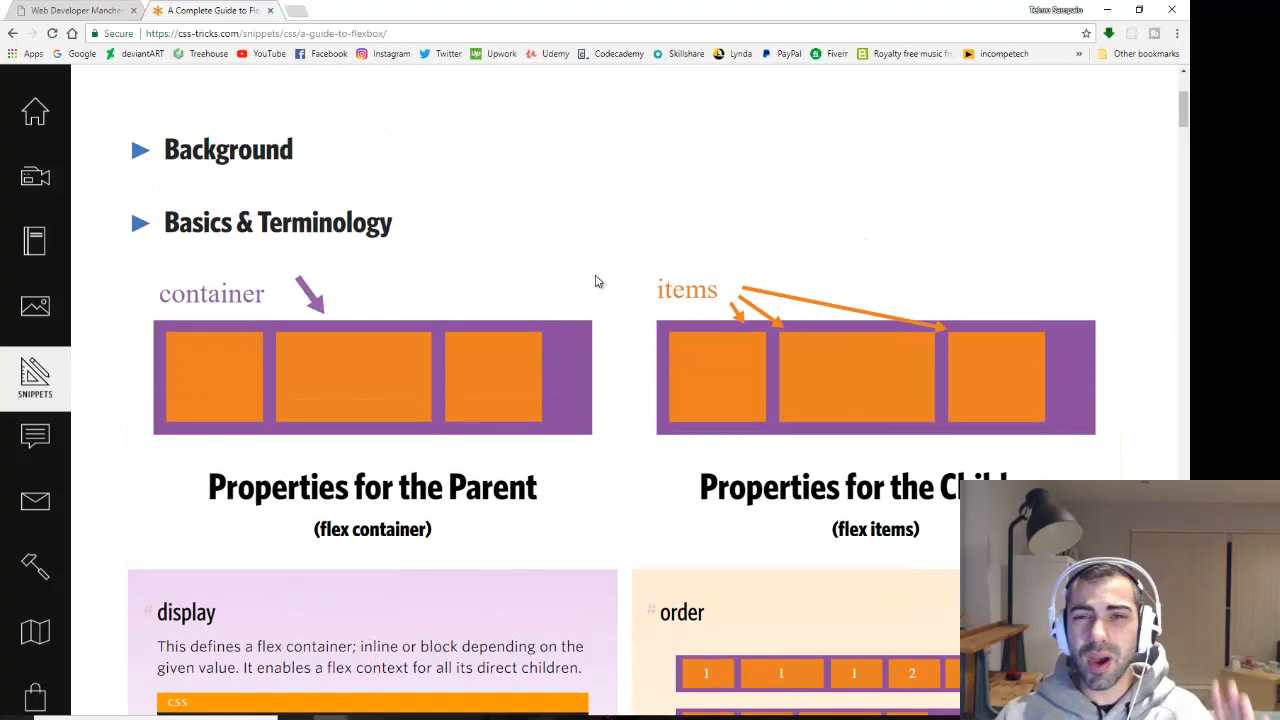 Web Developer Manches
A Complete Guide to Fle
Telmo Sampaio
Secure
https://css-tricks.com/snippets/css/a-guide-to-flexbox/
Apps
Google
deviantART
Treehouse
YouTube
Facebook
Instagram
Twitter
Upwork
Udemy
Codecademy
Skillshare
Lynda
PayPal
Fiverr
Royalty free music fro
incompetech
»
Other bookmarks
SNIPPETS
Background
Basics & Terminology
container
items
Properties for the Parent
(flex container)
Properties for the
(flex items)
# display
This defines a flex container; inline or block depending on the
given value. It enables a flex context for all its direct children.
CSS
# order
1 1 1 2